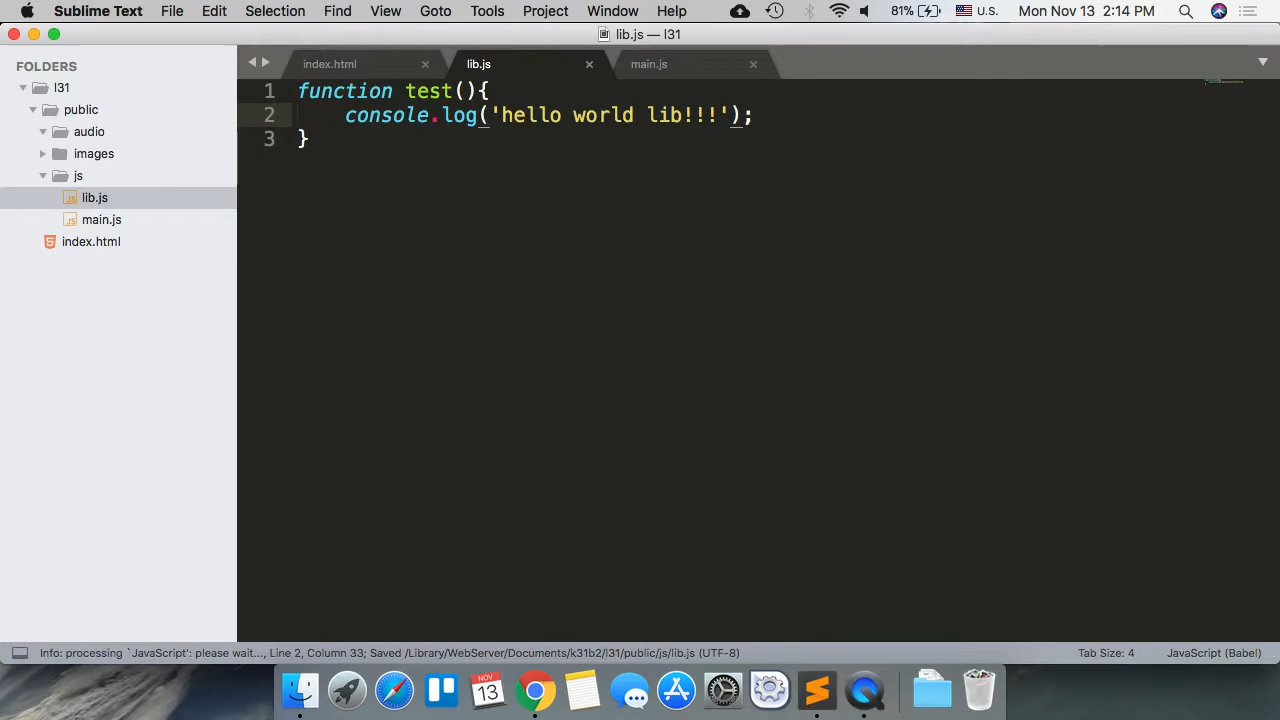 Sublime Text File Edit Selection Find View Goto Tools Project Window Help 81% U.S. Mon Nov 13 2:14 PM
lib.js — l31
FOLDERS
l31
public
audio
images
js
lib.js
main.js
index.html
index.html lib.js main.js
1 function test(){
2 console.log('hello world lib!!!');
3 }
Info: processing `JavaScript': please wait..., Line 2, Column 33; Saved /Library/WebServer/Documents/k31b2/l31/public/js/lib.js (UTF-8) Tab Size: 4 JavaScript (Babel)
NOV
13